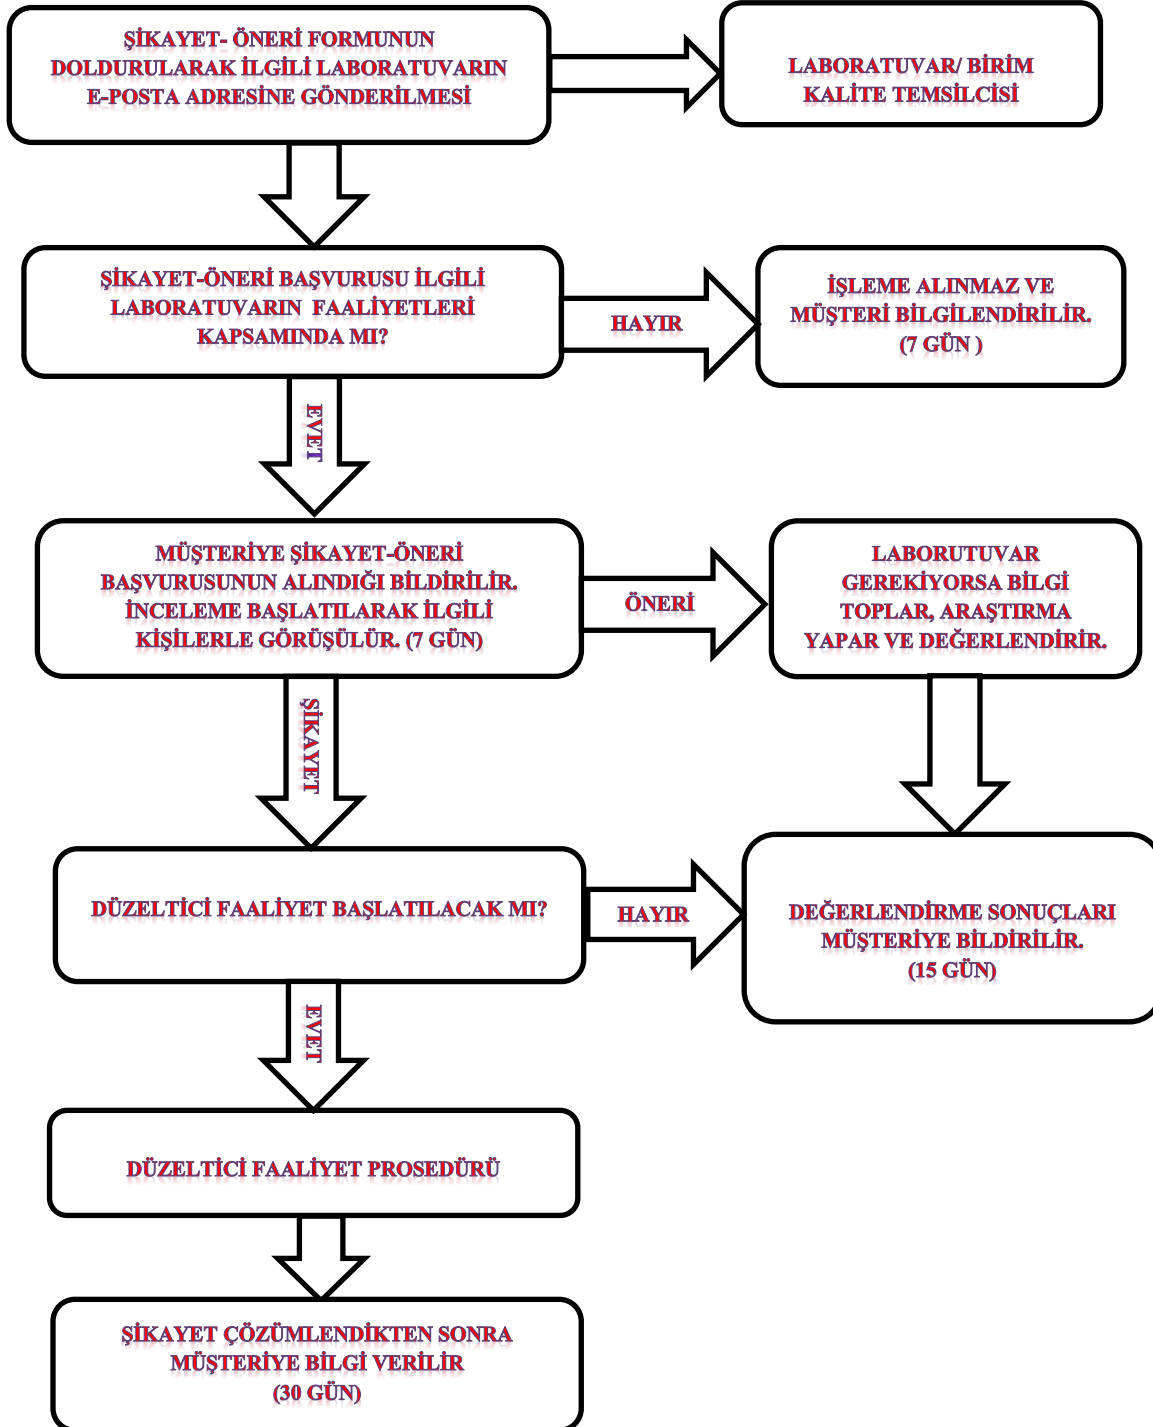 ŞİKAYET- ÖNERİ FORMUNUN
DOLDURULARAK İLGİLİ LABORATUVARIN
E-POSTA ADRESİNE GÖNDERİLMESİ
LABORATUVAR/ BİRİM
KALİTE TEMSİLCİSİ
ŞİKAYET-ÖNERİ BAŞVURUSU İLGİLİ
LABORATUVARIN FAALİYETLERİ
KAPSAMINDA MI?
HAYIR
İŞLEME ALINMAZ VE
MÜŞTERİ BİLGİLENDİRİLİR.
(7 GÜN )
EVET
MÜŞTERİYE ŞİKAYET-ÖNERİ
BAŞVURUSUNUN ALINDIĞI BİLDİRİLİR.
İNCELEME BAŞLATILARAK İLGİLİ
KİŞİLERLE GÖRÜŞÜLÜR. (7 GÜN)
ÖNERİ
LABORUTUVAR
GEREKİYORSA BİLGİ
TOPLAR, ARAŞTIRMA
YAPAR VE DEĞERLENDİRİR.
ŞİKAYET
DÜZELTİCİ FAALİYET BAŞLATILACAK MI?
HAYIR
DEĞERLENDİRME SONUÇLARI
MÜŞTERİYE BİLDİRİLİR.
(15 GÜN)
EVET
DÜZELTİCİ FAALİYET PROSEDÜRÜ
ŞİKAYET ÇÖZÜMLENDİKTEN SONRA
MÜŞTERİYE BİLGİ VERİLİR
(30 GÜN)